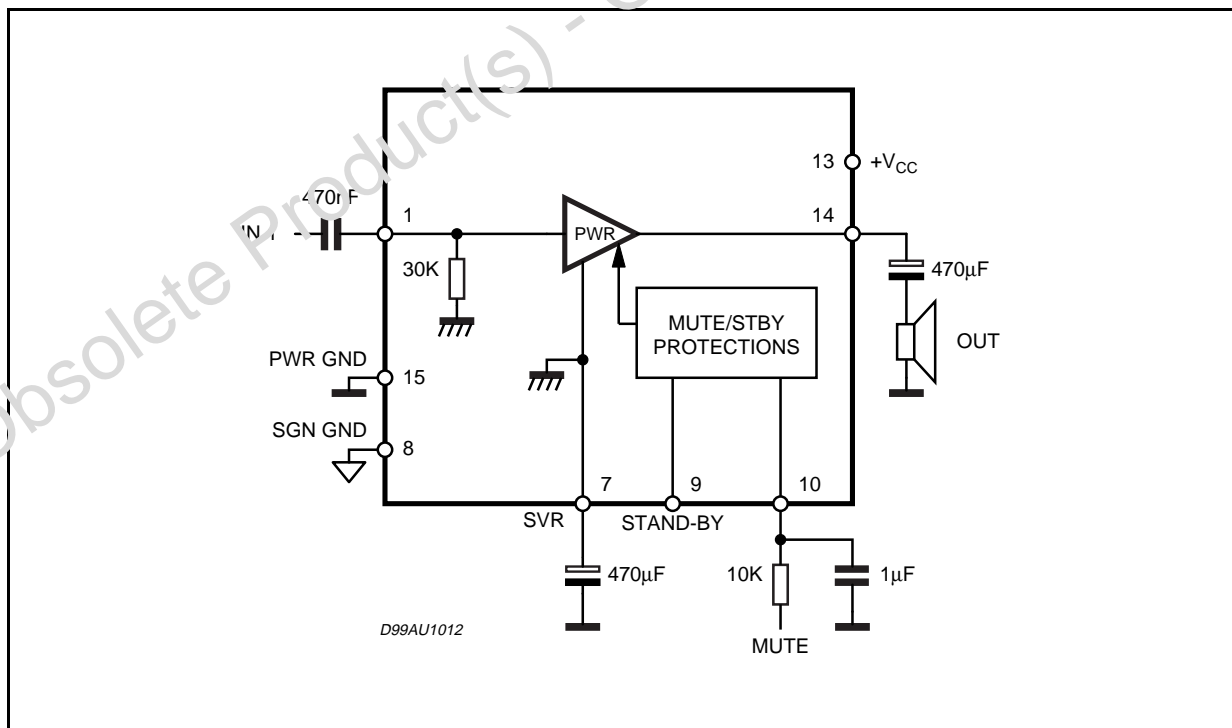 Obsolete Product(s) -
13 +VCC
470nF
1
14
PWR
30K
470μF
MUTE/STBY
PROTECTIONS
OUT
PWR GND
15
SGN GND
8
7
9
10
SVR
STAND-BY
470μF
10K
1μF
D99AU1012
MUTE